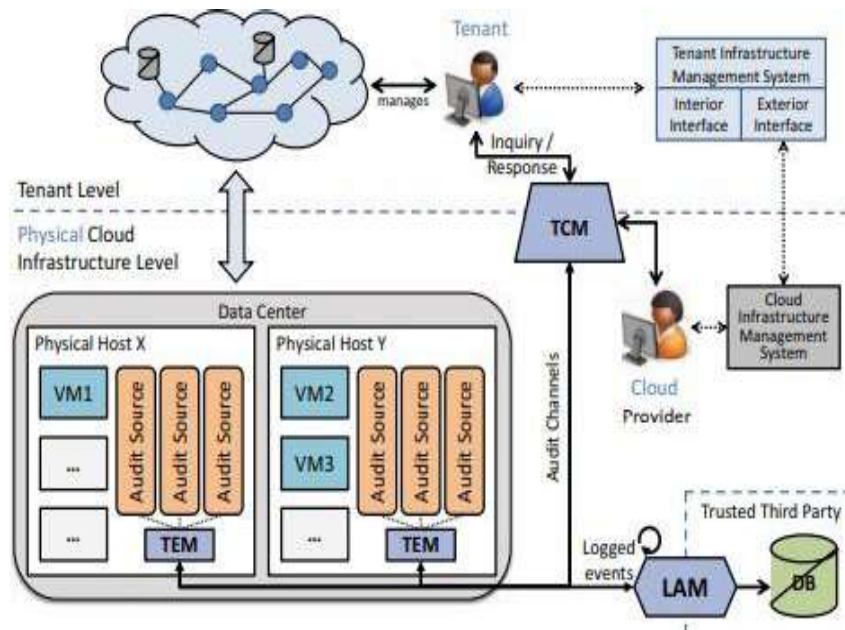 Tenant
manages
Tenant Infrastructure
Management System
Interior
Interface
Exterior
Interface
Inquiry /
Response
Tenant Level
TCM
Physical Cloud
Infrastructure Level
Data Center
Cloud
Infrastructure
Management
System
Cloud
Provider
Physical Host X
VM1
...
...
Audit Source
Audit Source
Audit Source
TEM
Physical Host Y
VM2
VM3
...
Audit Source
Audit Source
Audit Source
TEM
Audit Channels
Trusted Third Party
Logged
events
LAM
DB